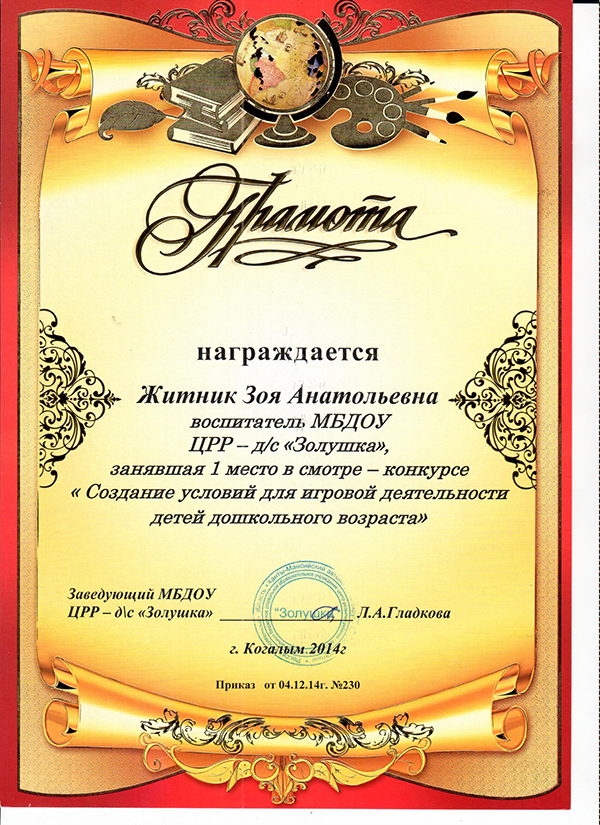 Грамота
награждается
Житник Зоя Анатольевна
воспитатель МБДОУ
ЦРР – д/с «Золушка»,
занявшая 1 место в смотре – конкурсе
« Создание условий для игровой деятельности
детей дошкольного возраста»
Заведующий МБДОУ
ЦРР – д\с «Золушка» Л.А.Гладкова
"Золушка"
г. Когалым 2014г
Приказ от 04.12.14г. №230